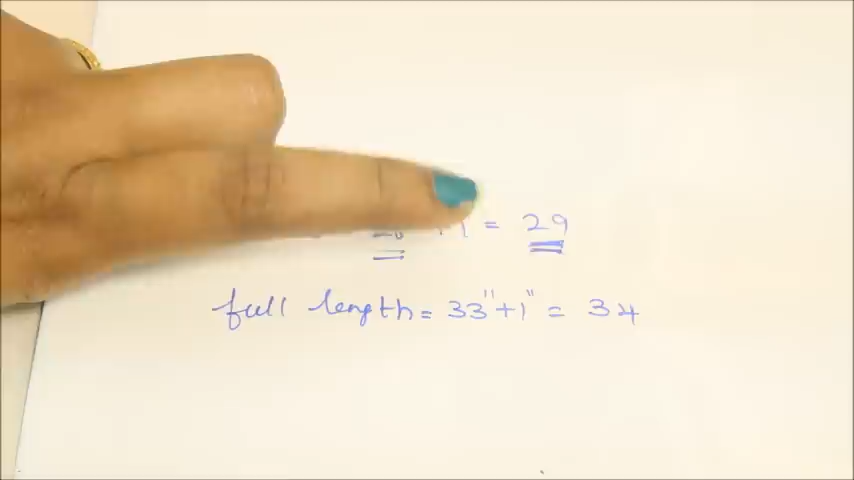 = 29
full length = 33"+1" = 34